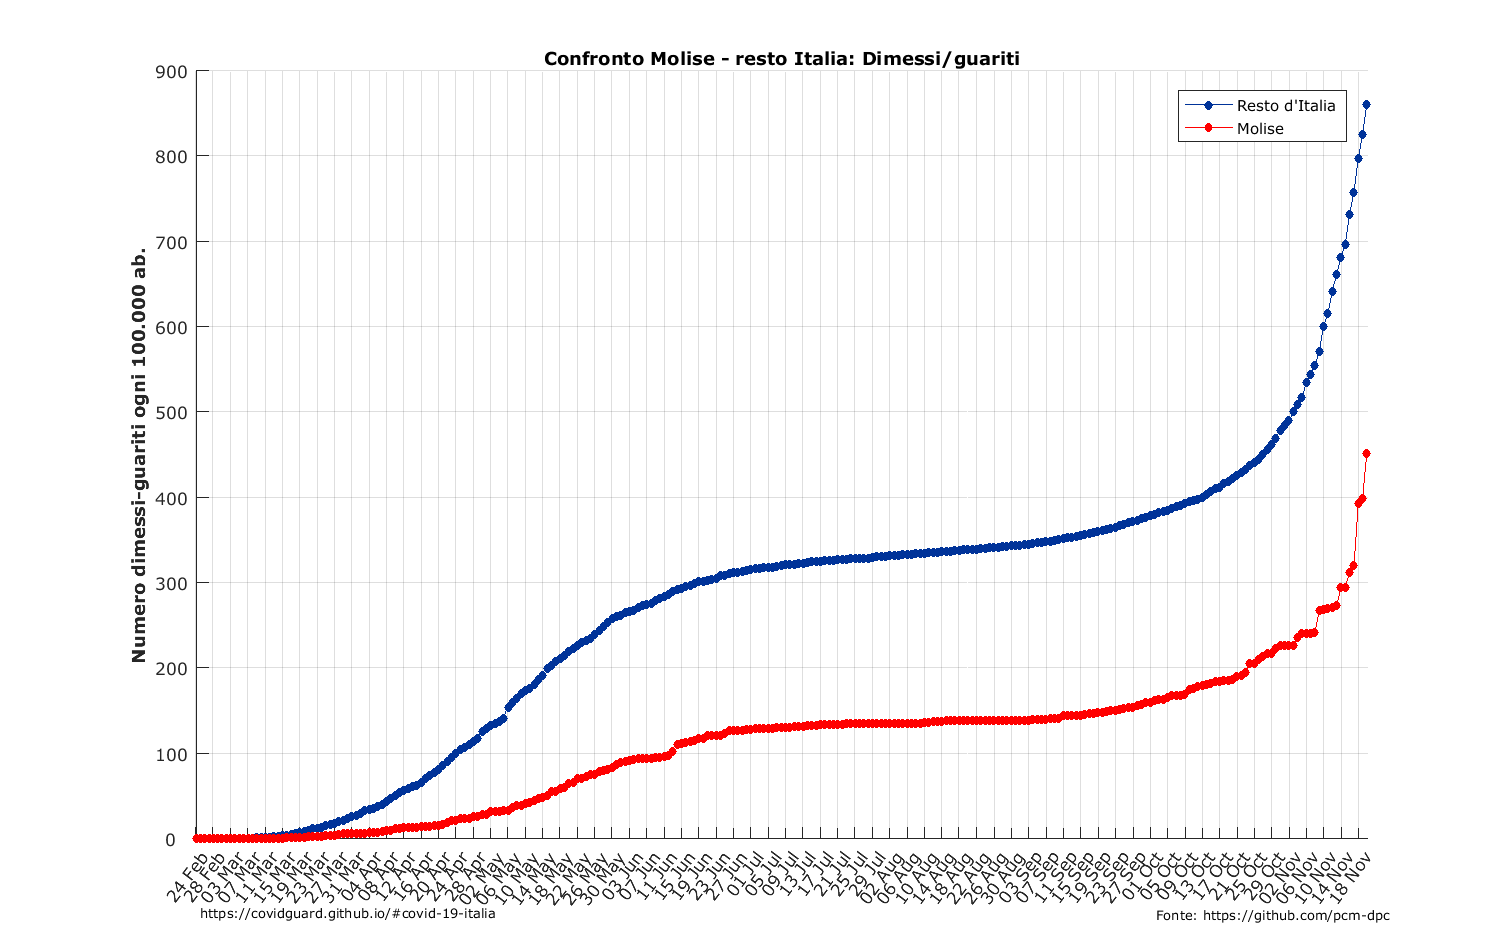 Confronto Molise - resto Italia: Dimessi/guariti
Numero dimessi-guariti ogni 100.000 ab.
900
800
700
600
500
400
300
200
100
0
Resto d'Italia
Molise
24 Feb
28 Feb
03 Mar
07 Mar
11 Mar
15 Mar
19 Mar
23 Mar
27 Mar
31 Mar
04 Apr
08 Apr
12 Apr
16 Apr
20 Apr
24 Apr
28 Apr
02 May
06 May
10 May
14 May
18 May
22 May
26 May
30 May
03 Jun
07 Jun
11 Jun
15 Jun
19 Jun
23 Jun
27 Jun
01 Jul
05 Jul
09 Jul
13 Jul
17 Jul
21 Jul
25 Jul
29 Jul
02 Aug
06 Aug
10 Aug
14 Aug
18 Aug
22 Aug
26 Aug
30 Aug
03 Sep
07 Sep
11 Sep
15 Sep
19 Sep
23 Sep
27 Sep
01 Oct
05 Oct
09 Oct
13 Oct
17 Oct
21 Oct
25 Oct
29 Oct
02 Nov
06 Nov
10 Nov
14 Nov
18 Nov
https://covidguard.github.io/#covid-19-italia
Fonte: https://github.com/pcm-dpc